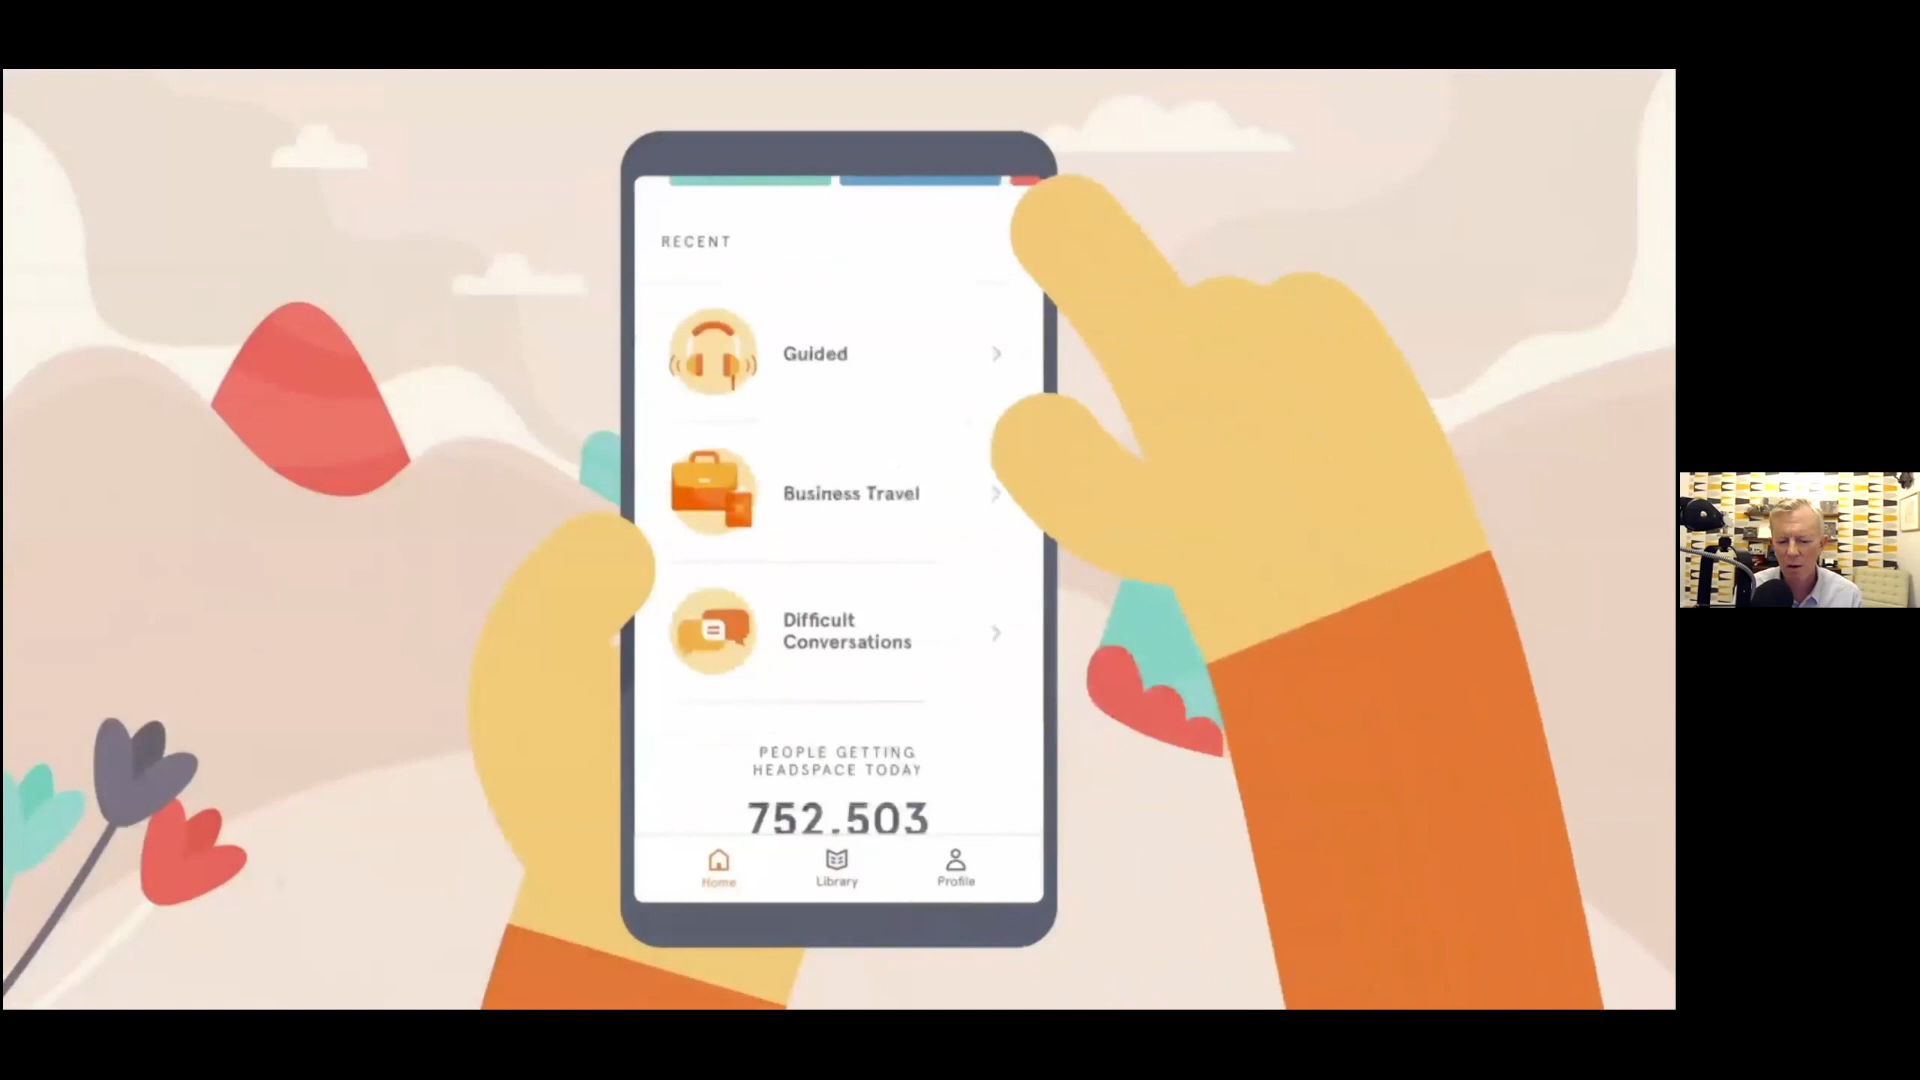 RECENT
Guided
Business Travel
Difficult
Conversations
PEOPLE GETTING
HEADSPACE TODAY
752,503
Home
Library
Profile